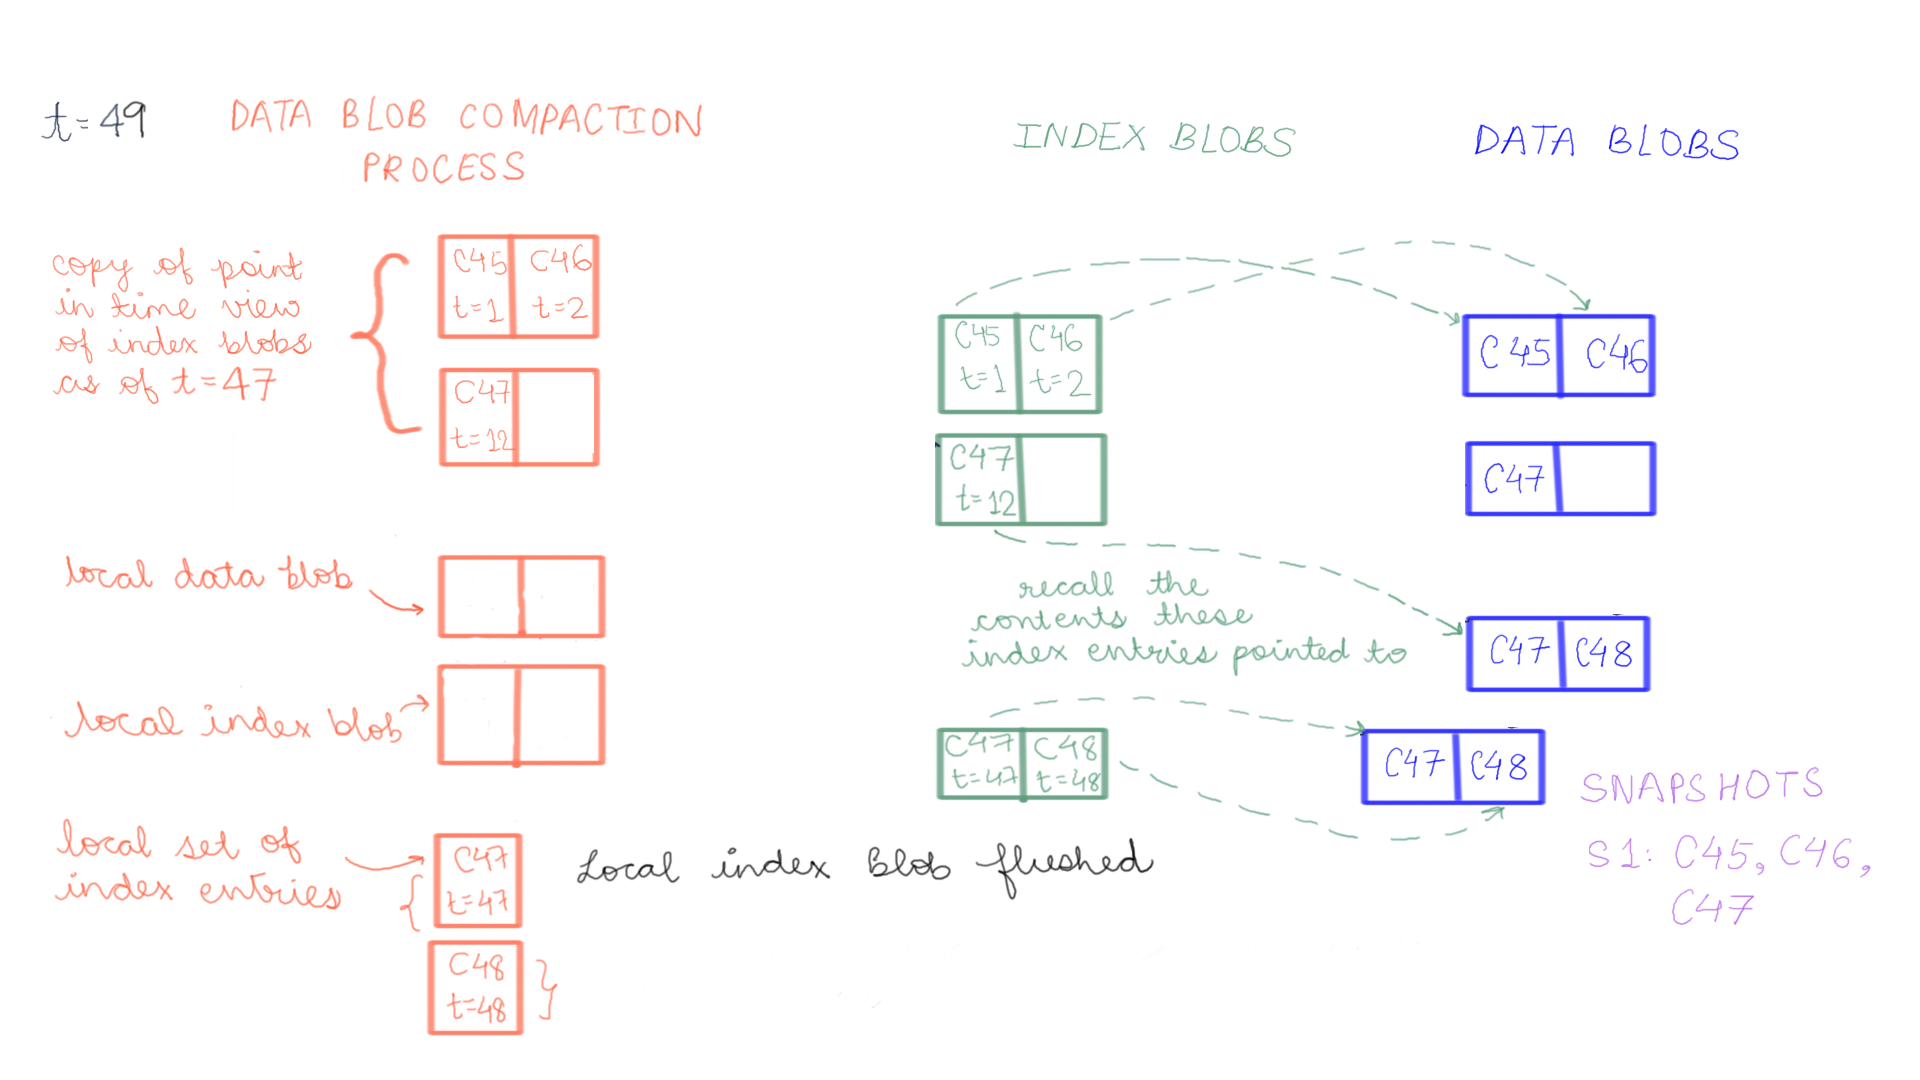 t=49
DATA BLOB COMPACTION
PROCESS
copy of point
in time view
of index blobs
as of t=47
C45 C46
t=1 t=2
C47
t=12
local data blob
local index blob
local set of
index entries
C47
t=47
C48
t=48
Local index Blob flushed
INDEX BLOBS
C45 C46
t=1 t=2
C47
t=12
recall the
contents these
index entries pointed to
C47 C48
t=47 t=48
DATA BLOBS
C45 C46
C47
C47 C48
C47 C48
SNAPSHOTS
S1: C45, C46,
C47